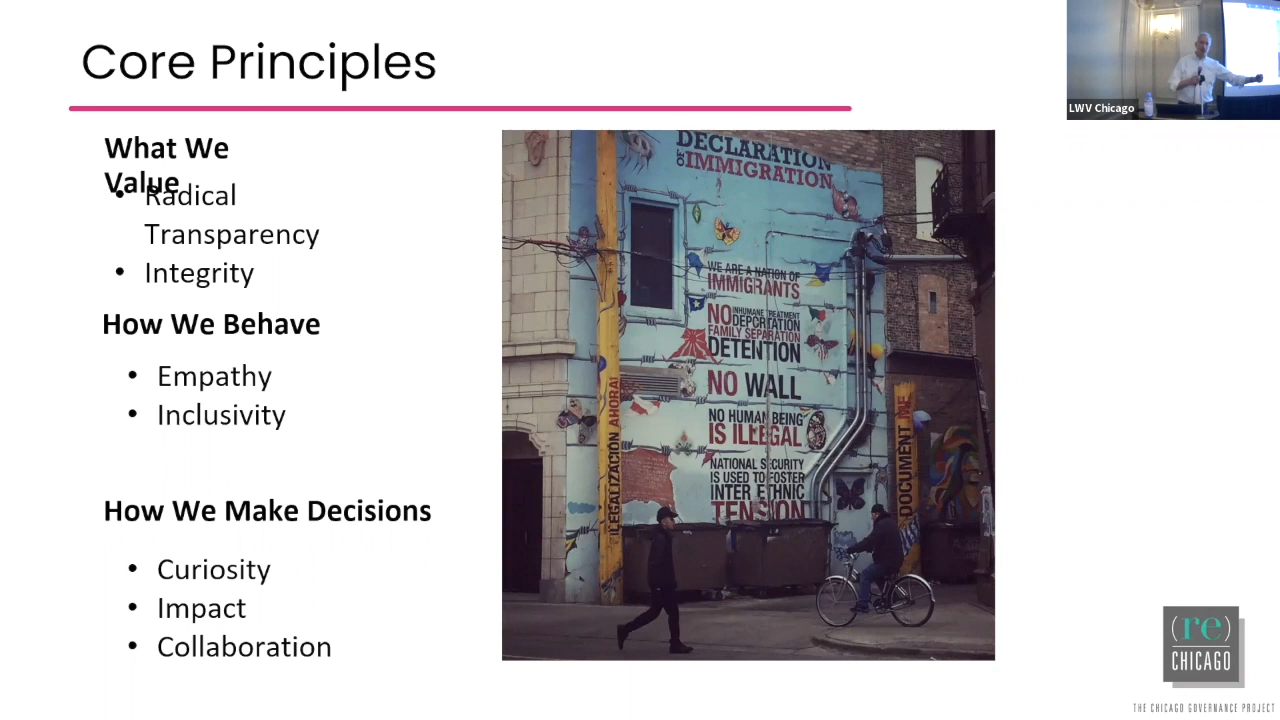 Core Principles
LWV Chicago
What We
Value
• Radical
Transparency
• Integrity
How We Behave
• Empathy
• Inclusivity
How We Make Decisions
• Curiosity
• Impact
• Collaboration
DECLARATION
OF IMMIGRATION
WE ARE A NATION OF
IMMIGRANTS
NO INHUMANE TREATMENT
DEPORTATION
FAMILY SEPARATION
DETENTION
NO WALL
NO HUMAN BEING
IS ILLEGAL
NATIONAL SECURITY
IS USED TO FOSTER
INTER ETHNIC
TENSION
¡LEGALIZACIÓN AHORA!
DOCUMENT ME
(re)
CHICAGO
THE CHICAGO GOVERNANCE PROJECT